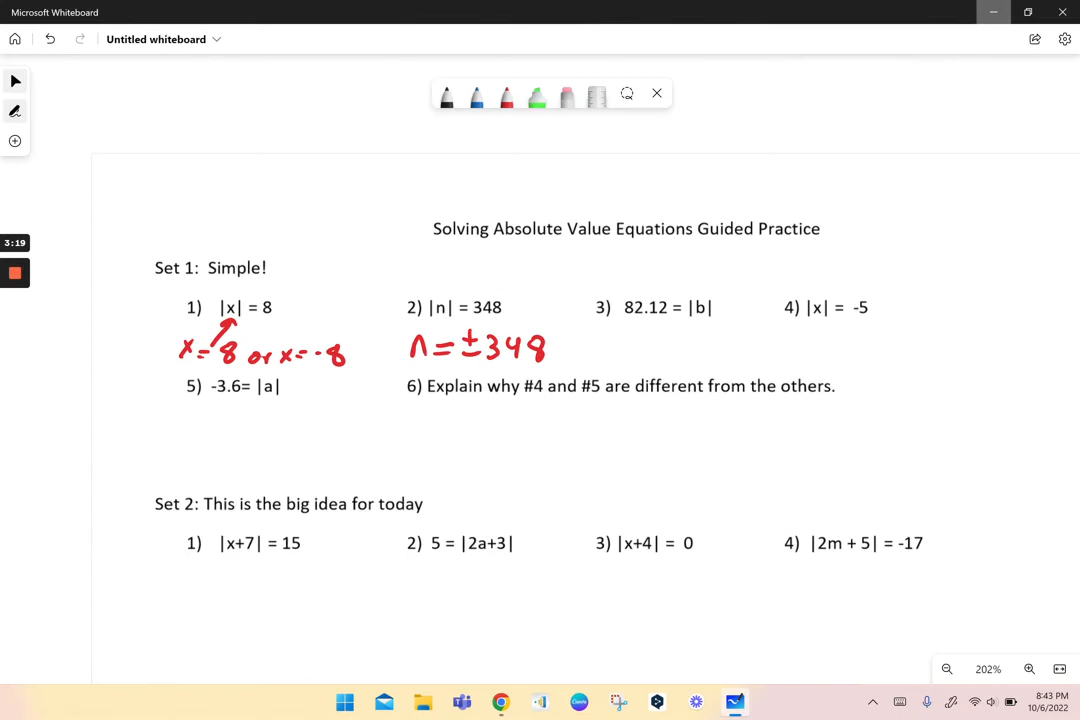 Microsoft Whiteboard
Untitled whiteboard
3:19
Solving Absolute Value Equations Guided Practice
Set 1: Simple!
1) |x| = 8
2) |n| = 348
3) 82.12 = |b|
4) |x| = -5
x = 8 or x = -8
n = ±348
5) -3.6= |a|
6) Explain why #4 and #5 are different from the others.
Set 2: This is the big idea for today
1) |x+7| = 15
2) 5 = |2a+3|
3) |x+4| = 0
4) |2m + 5| = -17
202%
8:43 PM
10/6/2022